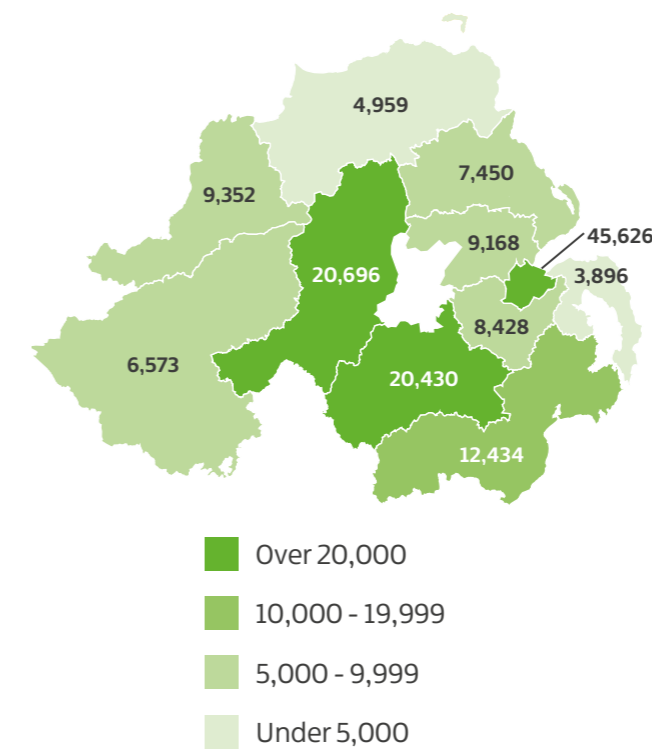 4,959
7,450
9,352
9,168
45,626
20,696
3,896
8,428
6,573
20,430
12,434
Over 20,000
10,000 - 19,999
5,000 - 9,999
Under 5,000